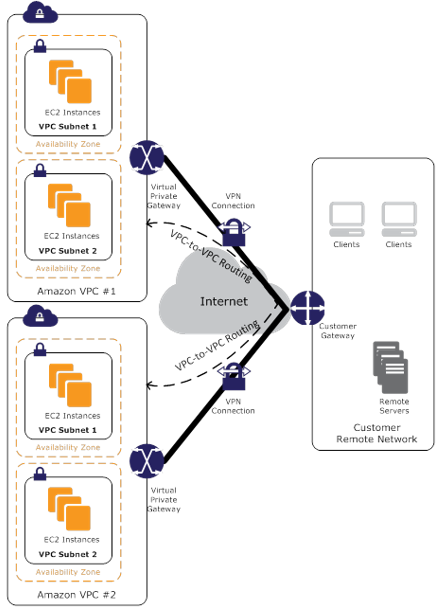 EC2 Instances
VPC Subnet 1
Availability Zone
EC2 Instances
VPC Subnet 2
Availability Zone
Amazon VPC #1
Virtual
Private
Gateway
VPN
Connection
VPC-to-VPC Routing
Internet
VPC-to-VPC Routing
VPN
Connection
Customer
Gateway
Clients
Clients
Remote
Servers
Customer
Remote Network
EC2 Instances
VPC Subnet 1
Availability Zone
Virtual
Private
Gateway
EC2 Instances
VPC Subnet 2
Availability Zone
Amazon VPC #2